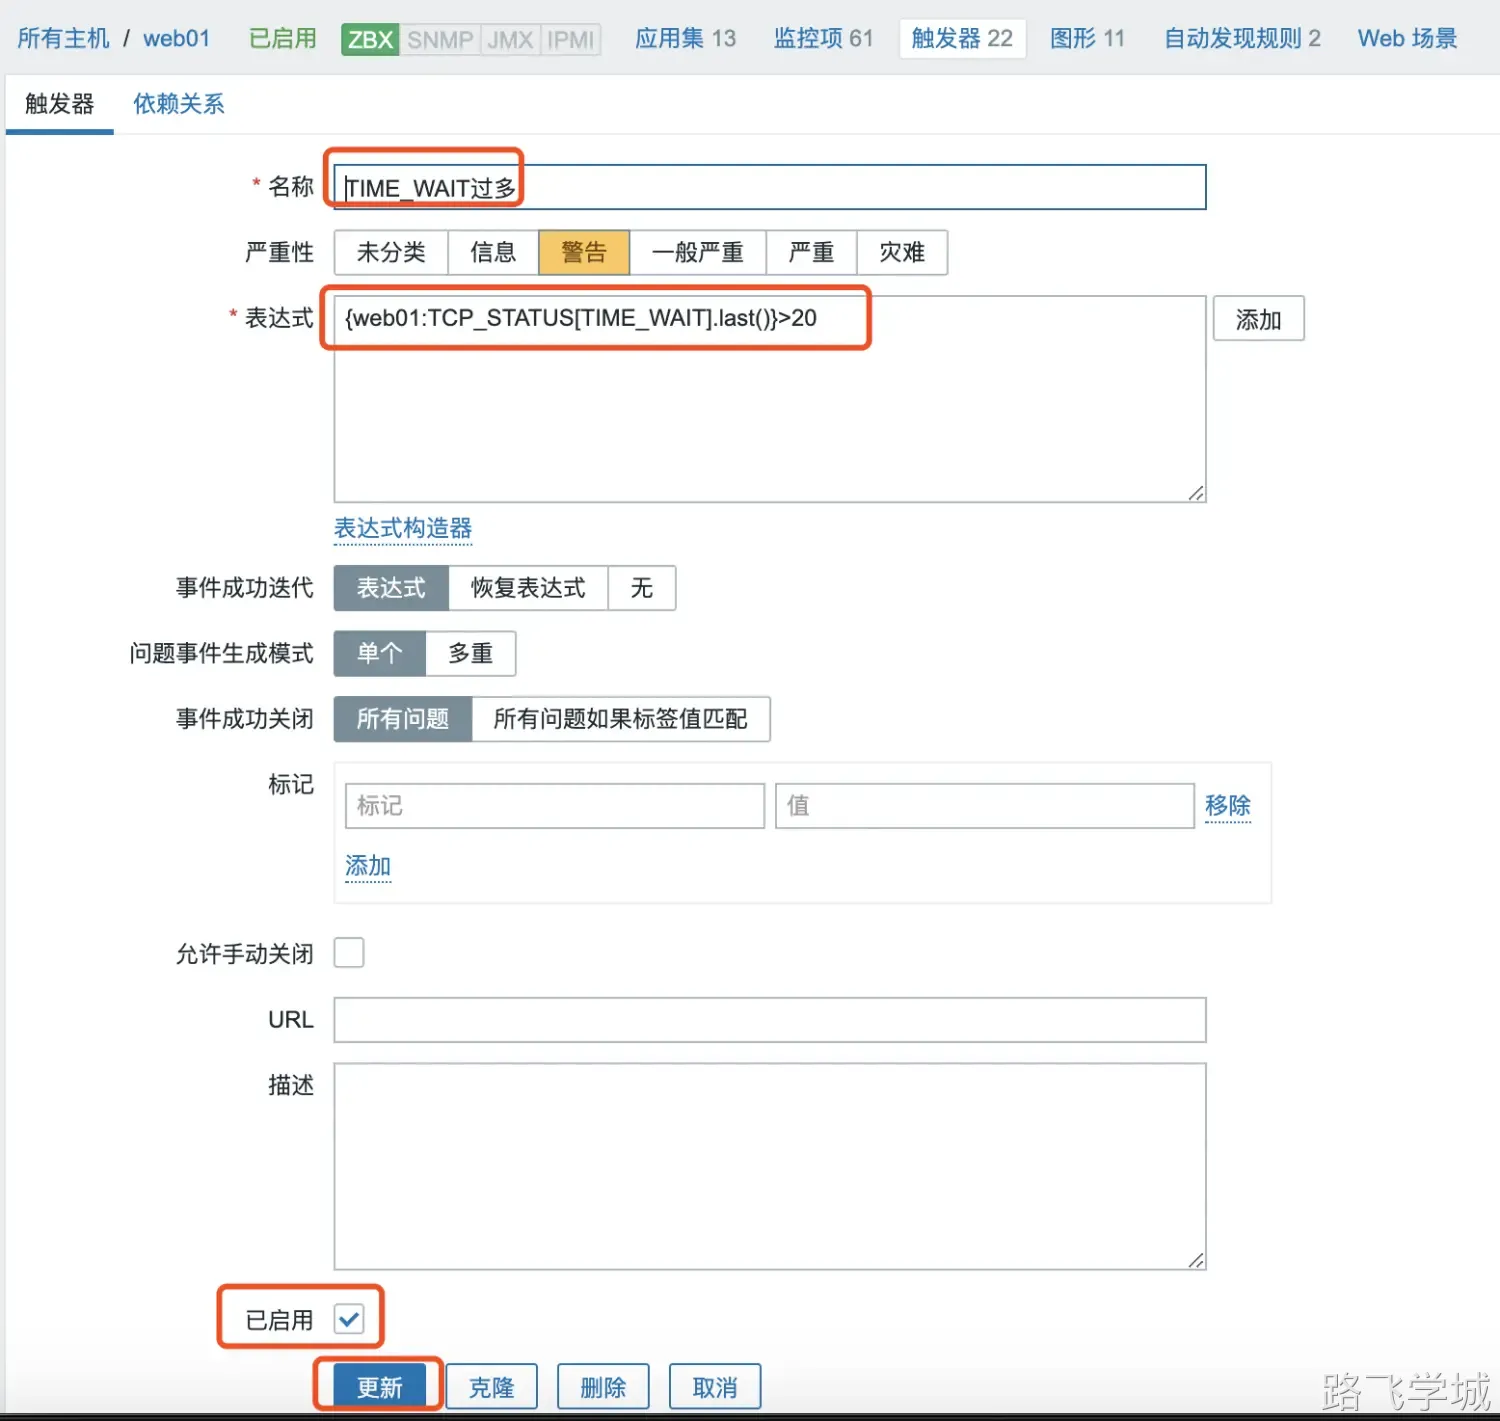 所有主机 / web01 已启用 ZBX SNMP JMX IPMI 应用集 13 监控项 61 触发器 22 图形 11 自动发现规则 2 Web 场景
触发器 依赖关系
* 名称 TIME_WAIT过多
严重性 未分类 信息 警告 一般严重 严重 灾难
* 表达式 {web01:TCP_STATUS[TIME_WAIT].last()}>20 添加
表达式构造器
事件成功迭代 表达式 恢复表达式 无
问题事件生成模式 单个 多重
事件成功关闭 所有问题 所有问题如果标签值匹配
标记 标记 值 移除
添加
允许手动关闭
URL
描述
已启用
更新 克隆 删除 取消
路飞学城